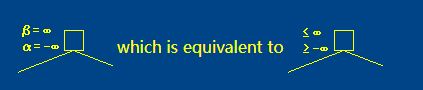 β = ∞
α = -∞
which is equivalent to
≤ ∞
≥ -∞